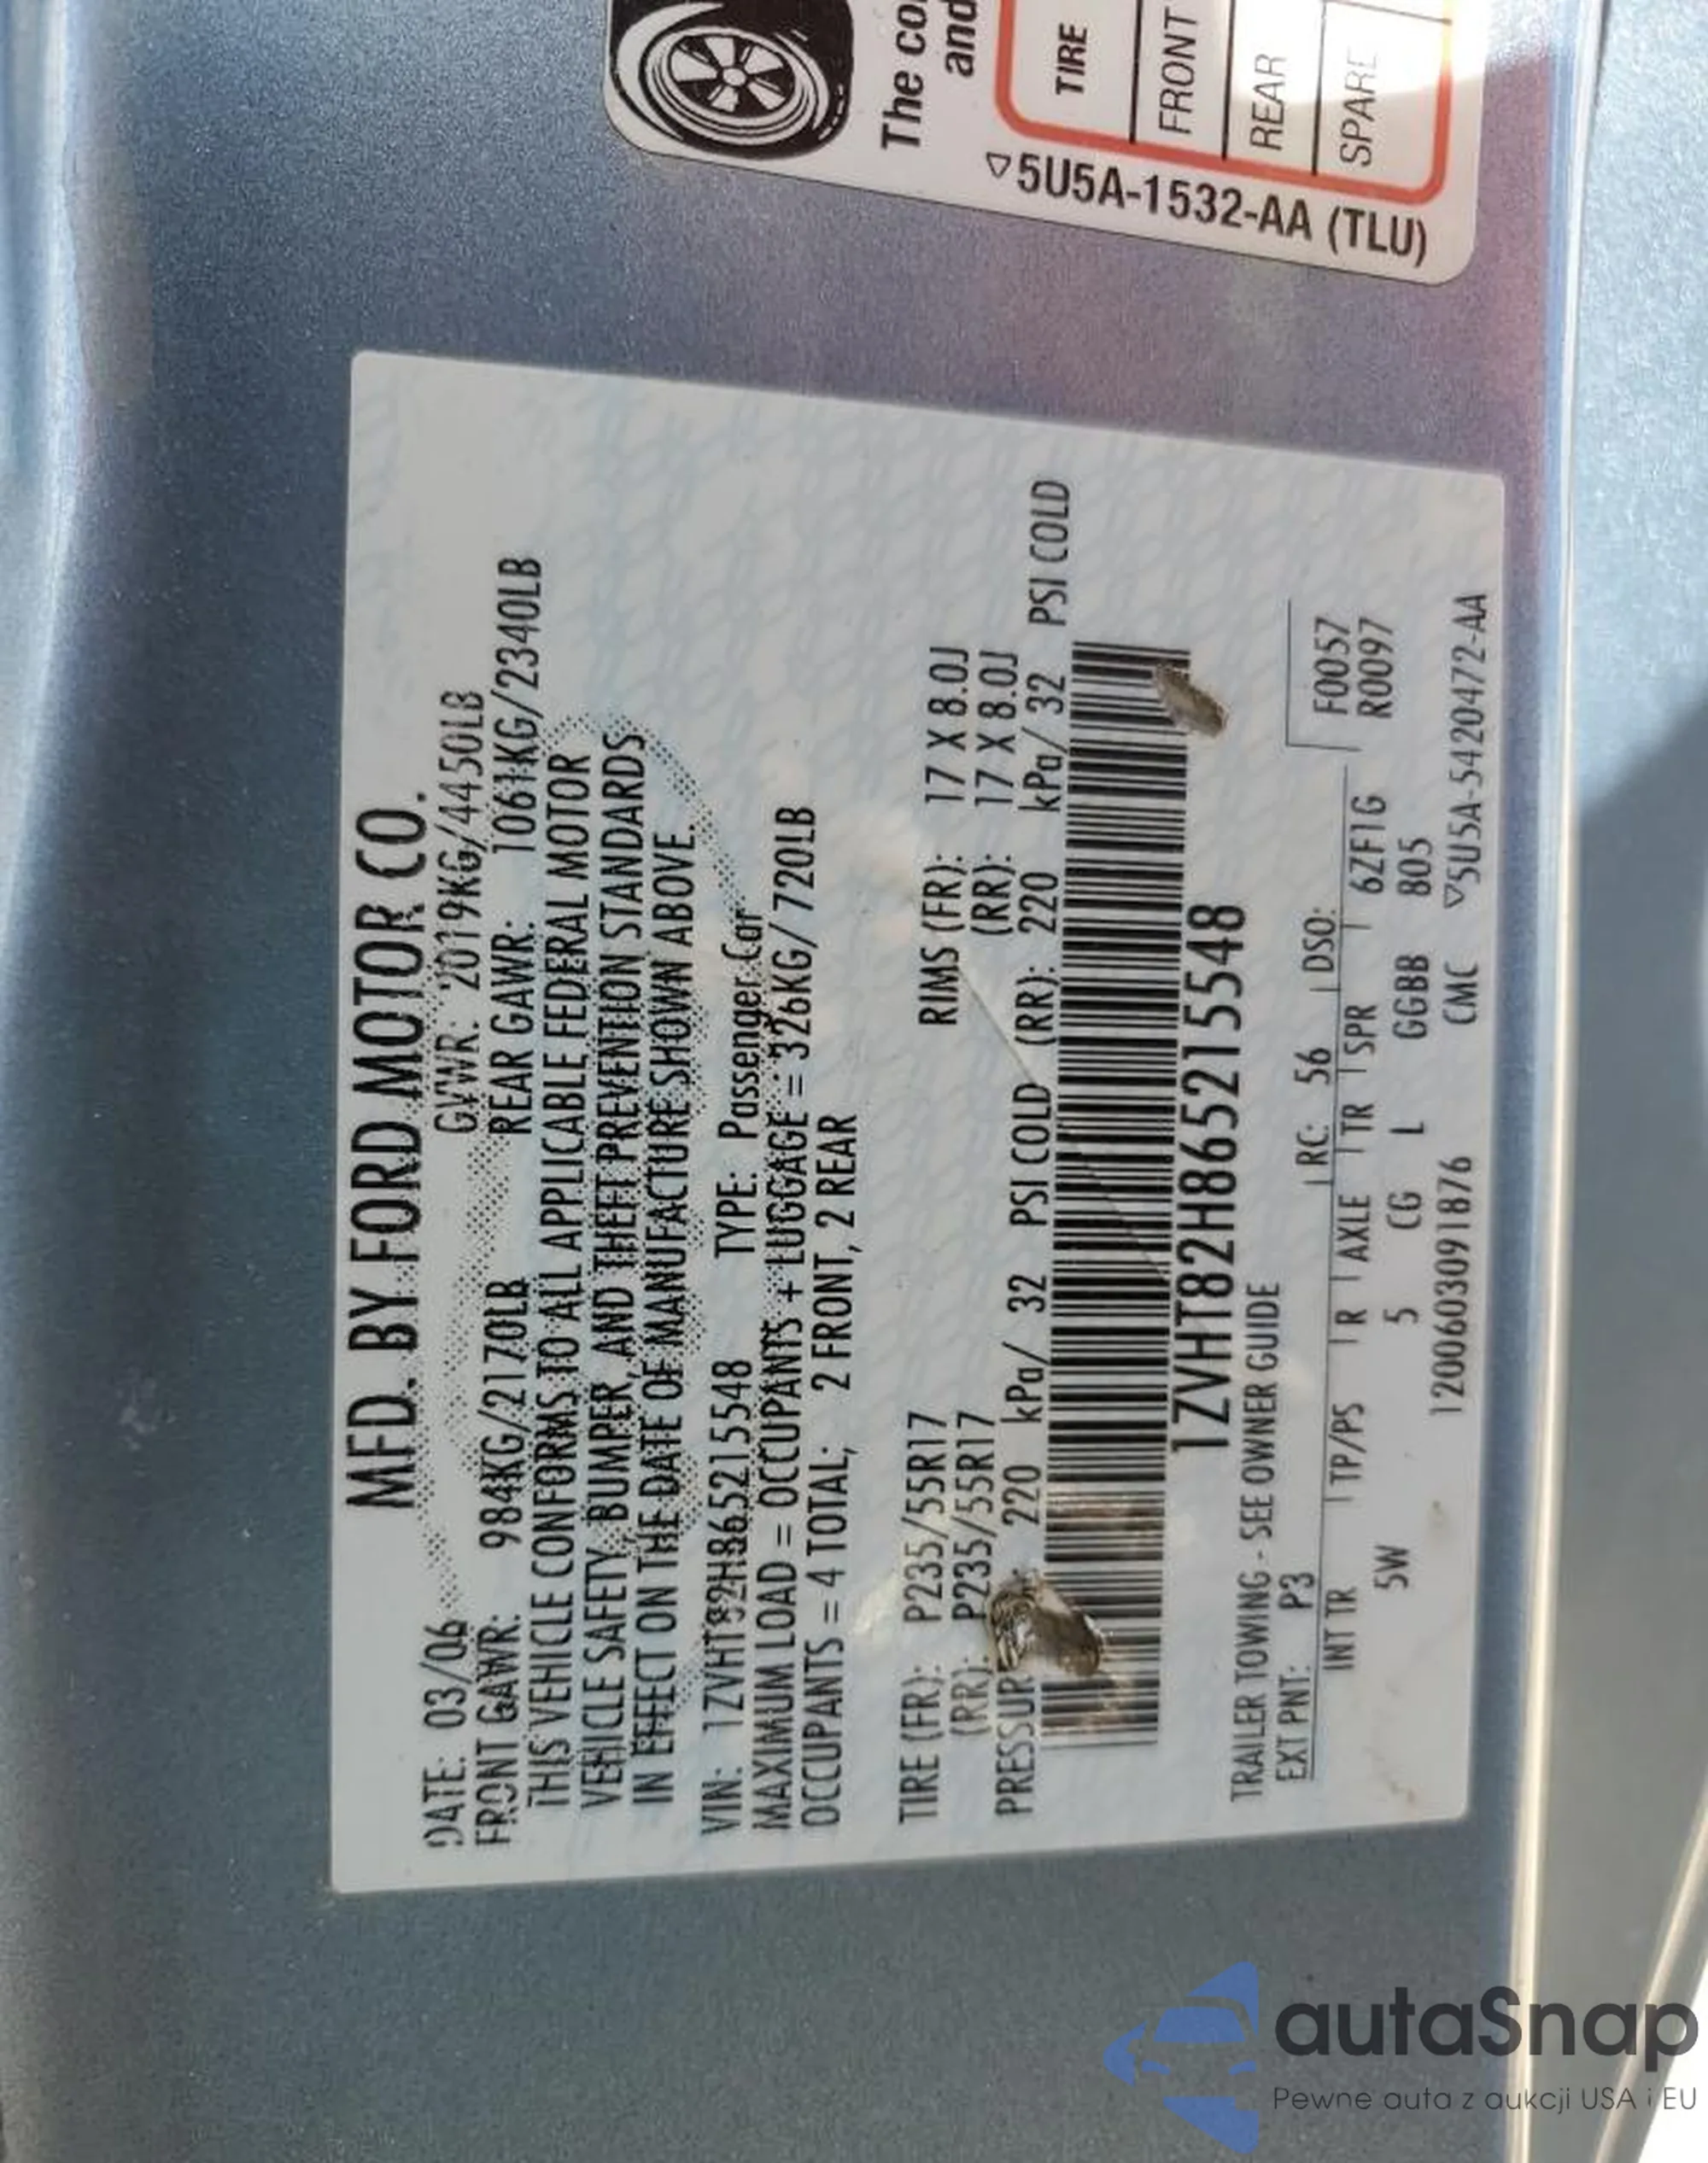 MFD. BY FORD MOTOR CO.
DATE: 03/06 GVWR: 2019KG/4450LB
FRONT GAWR: 984KG/2170LB REAR GAWR: 1061KG/2340LB
THIS VEHICLE CONFORMS TO ALL APPLICABLE FEDERAL MOTOR
VEHICLE SAFETY, BUMPER, AND THEFT PREVENTION STANDARDS
IN EFFECT ON THE DATE OF MANUFACTURE SHOWN ABOVE.
VIN: 1ZVHT82H865215548 TYPE: Passenger Car
MAXIMUM LOAD = OCCUPANTS + LUGGAGE = 326KG/720LB
OCCUPANTS = 4 TOTAL; 2 FRONT, 2 REAR
TIRE (FR): P235/55R17 RIMS (FR): 17 X 8.0J
(RR): P235/55R17 (RR): 17 X 8.0J
PRESSUR 220 kPa/ 32 PSI COLD (RR): 220 kPa/ 32 PSI COLD
1ZVHT82H865215548
TRAILER TOWING - SEE OWNER GUIDE
EXT PNT: P3 RC: 56 DSO:
F0057
R0097
INT TR TP/PS R AXLE TR SPR 6ZF1G
5W 5 CG L GGBB 805
1200603091876 CMC ▽5U5A-5420472-AA
The co
and
TIRE
FRONT
REAR
SPARE
▽5U5A-1532-AA (TLU)
autaSnap
Pewne auta z aukcji USA i EU